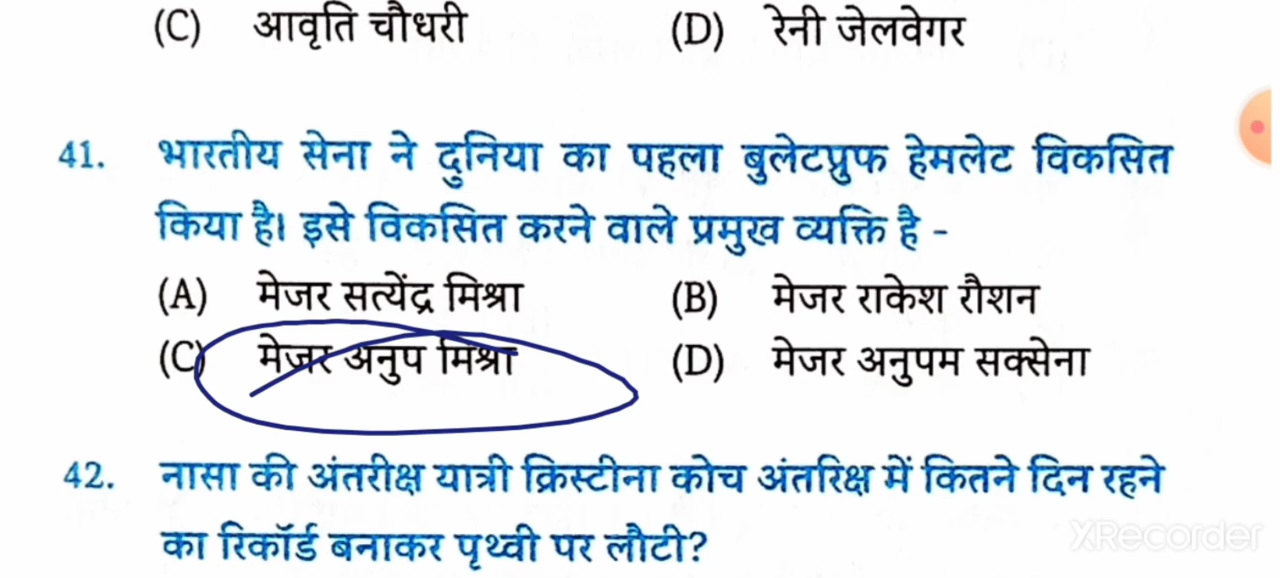 (C) आवृति चौधरी (D) रेनी जेलवेगर
41. भारतीय सेना ने दुनिया का पहला बुलेटप्रुफ हेमलेट विकसित
किया है। इसे विकसित करने वाले प्रमुख व्यक्ति है -
(A) मेजर सत्येंद्र मिश्रा (B) मेजर राकेश रौशन
(C) मेजर अनुप मिश्रा (D) मेजर अनुपम सक्सेना
42. नासा की अंतरीक्ष यात्री क्रिस्टीना कोच अंतरिक्ष में कितने दिन रहने
का रिकॉर्ड बनाकर पृथ्वी पर लौटी?
XRecorder